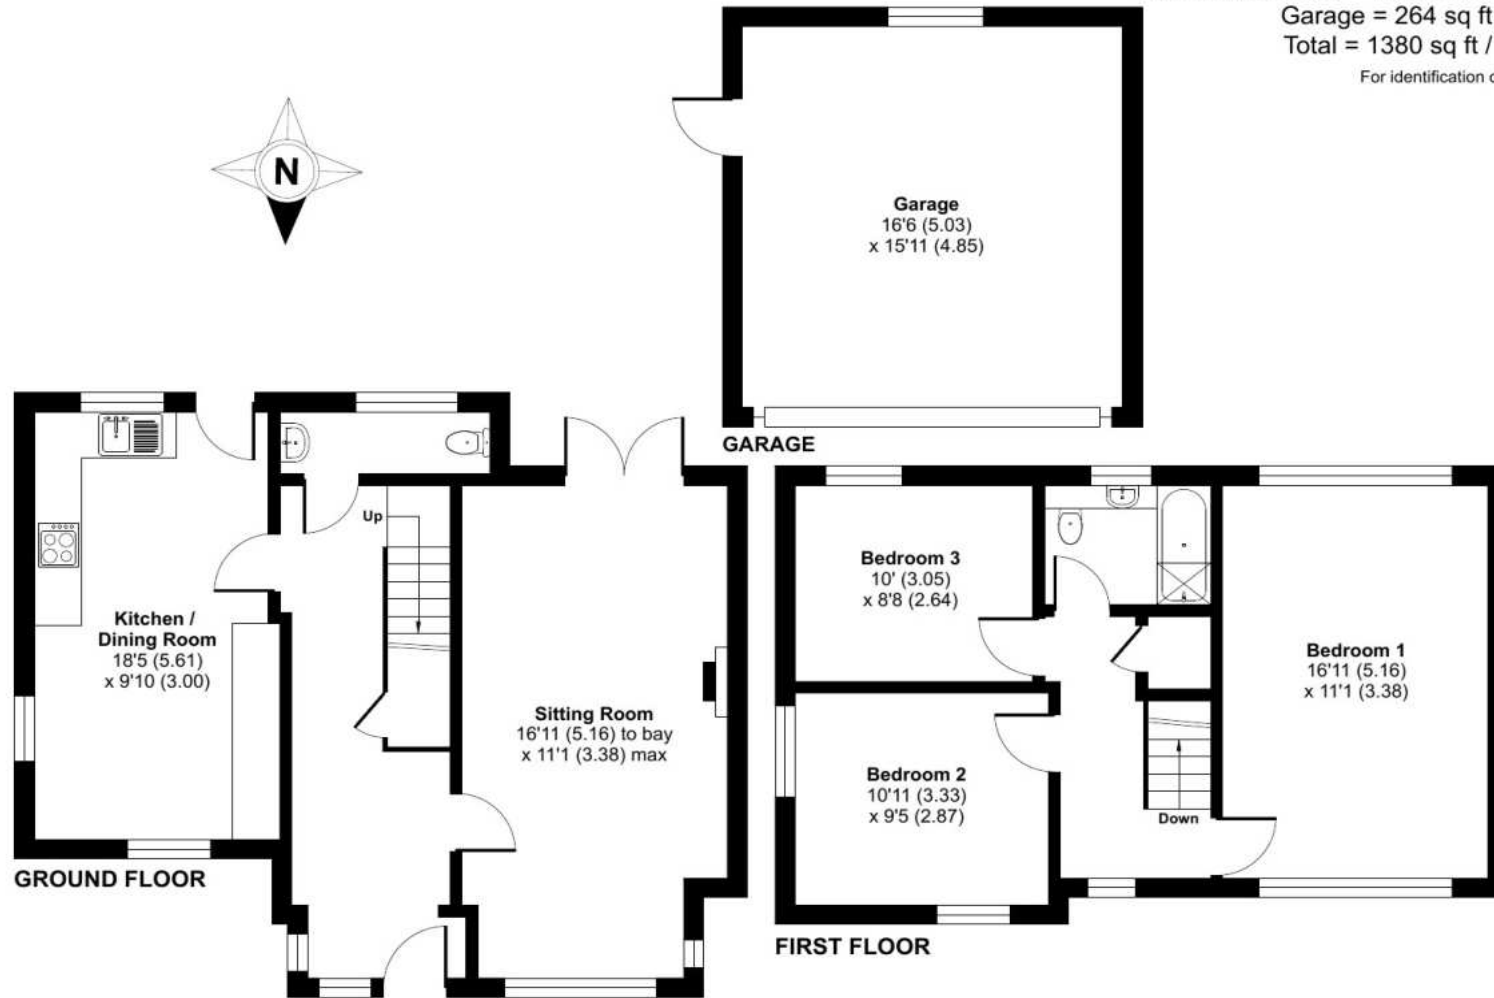 Garage = 264 sq ft
Total = 1380 sq ft /
For identification
N
Garage
16'6 (5.03)
x 15'11 (4.85)
GARAGE
Up
Kitchen /
Dining Room
18'5 (5.61)
x 9'10 (3.00)
Sitting Room
16'11 (5.16) to bay
x 11'1 (3.38) max
GROUND FLOOR
Bedroom 3
10' (3.05)
x 8'8 (2.64)
Bedroom 1
16'11 (5.16)
x 11'1 (3.38)
Bedroom 2
10'11 (3.33)
x 9'5 (2.87)
Down
FIRST FLOOR